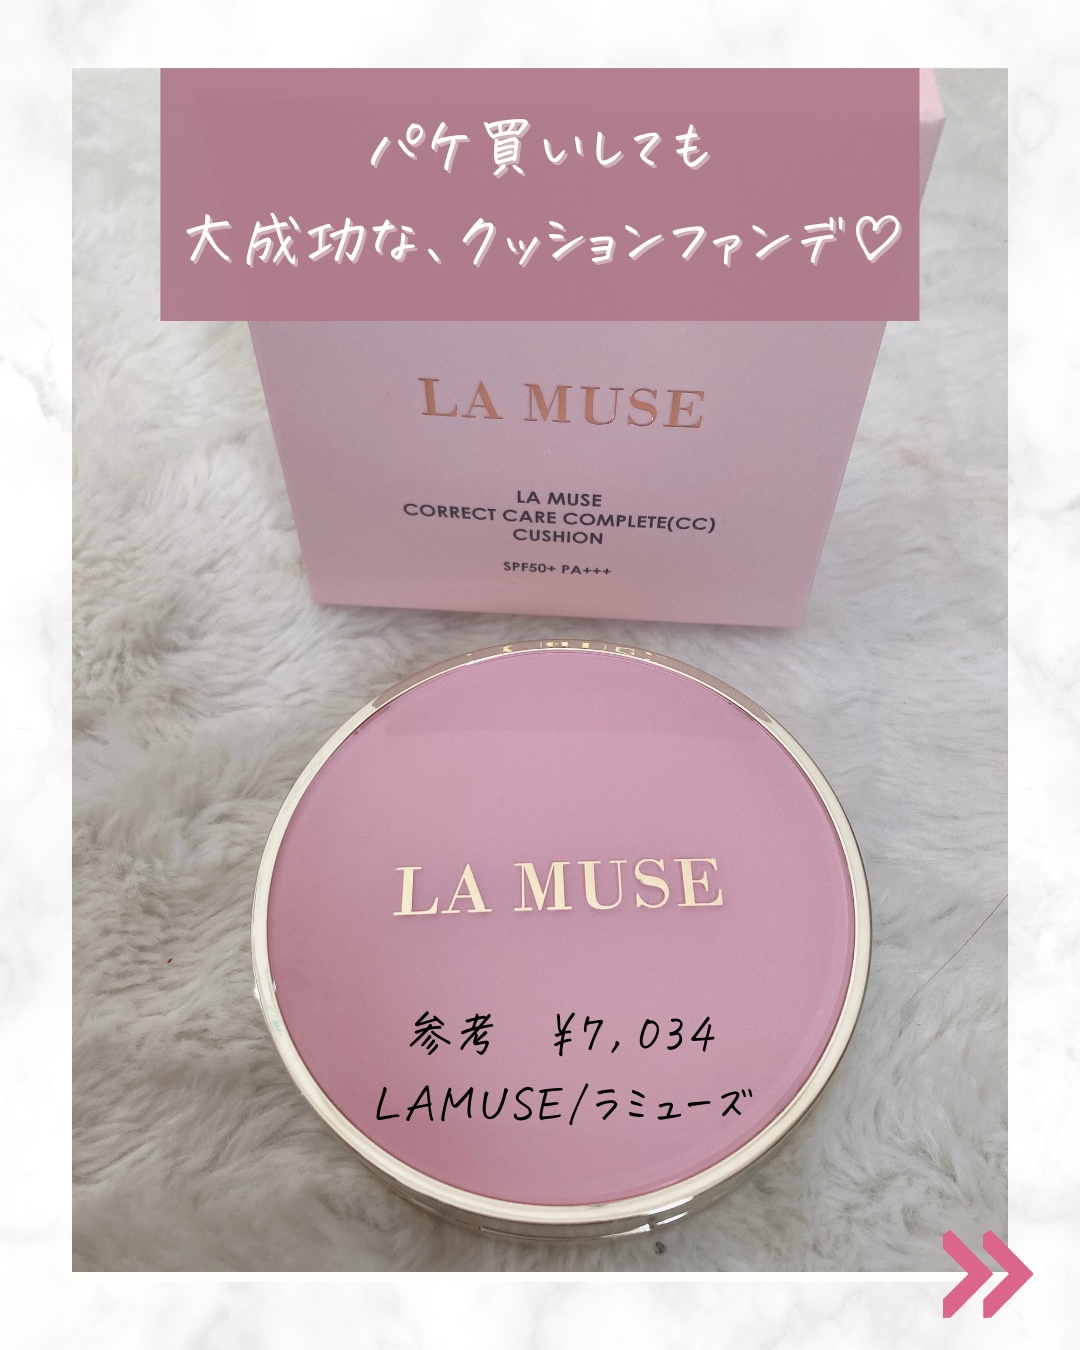 パケ買いしても
大成功な、クッションファンデ♡
LA MUSE
LA MUSE
CORRECT CARE COMPLETE(CC)
CUSHION
SPF50+ PA+++
LA MUSE
参考 ¥7,034
LAMUSE/ラミューズ